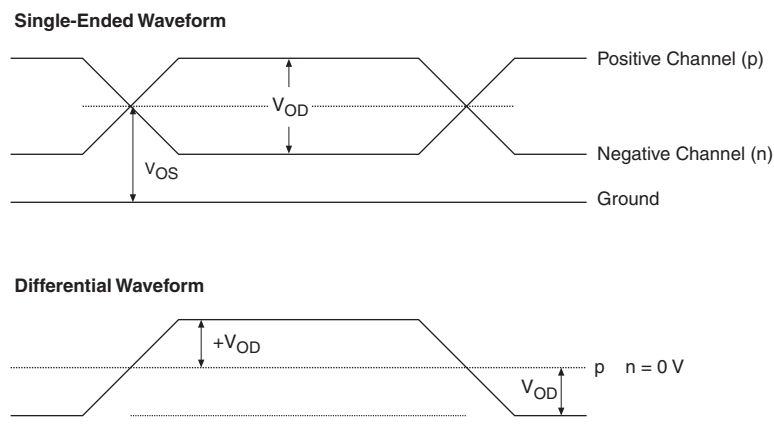 Single-Ended Waveform
Positive Channel (p)
VOD
Negative Channel (n)
VOS
Ground
Differential Waveform
+VOD
p n = 0 V
VOD